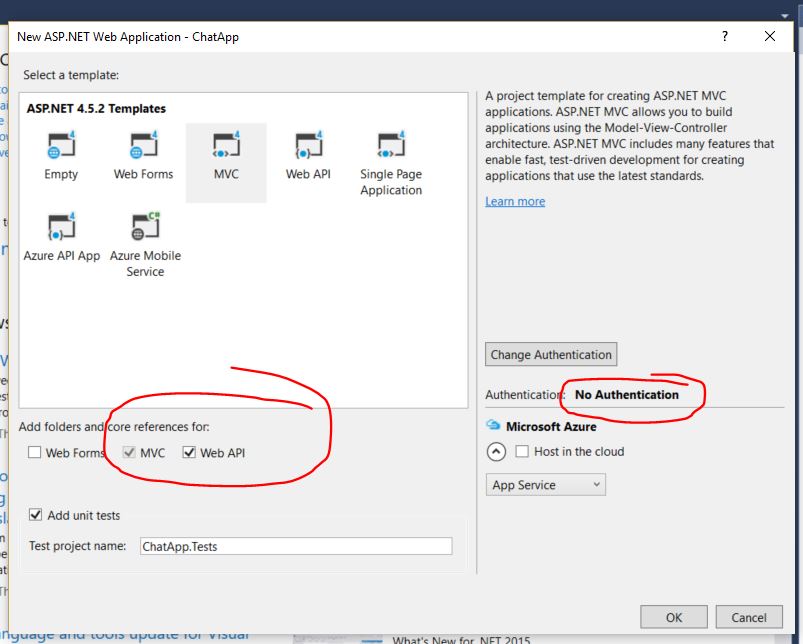 New ASP.NET Web Application - ChatApp
?
Select a template:
ASP.NET 4.5.2 Templates
Empty
Web Forms
MVC
Web API
Single Page
Application
Azure API App
Azure Mobile
Service
A project template for creating ASP.NET MVC
applications. ASP.NET MVC allows you to build
applications using the Model-View-Controller
architecture. ASP.NET MVC includes many features that
enable fast, test-driven development for creating
applications that use the latest standards.
Learn more
Change Authentication
Authentication: No Authentication
Microsoft Azure
Host in the cloud
App Service
Add folders and core references for:
Web Forms MVC Web API
Add unit tests
Test project name: ChatApp.Tests
OK Cancel
anguage and tools update for Visual
What's New for .NET 2015